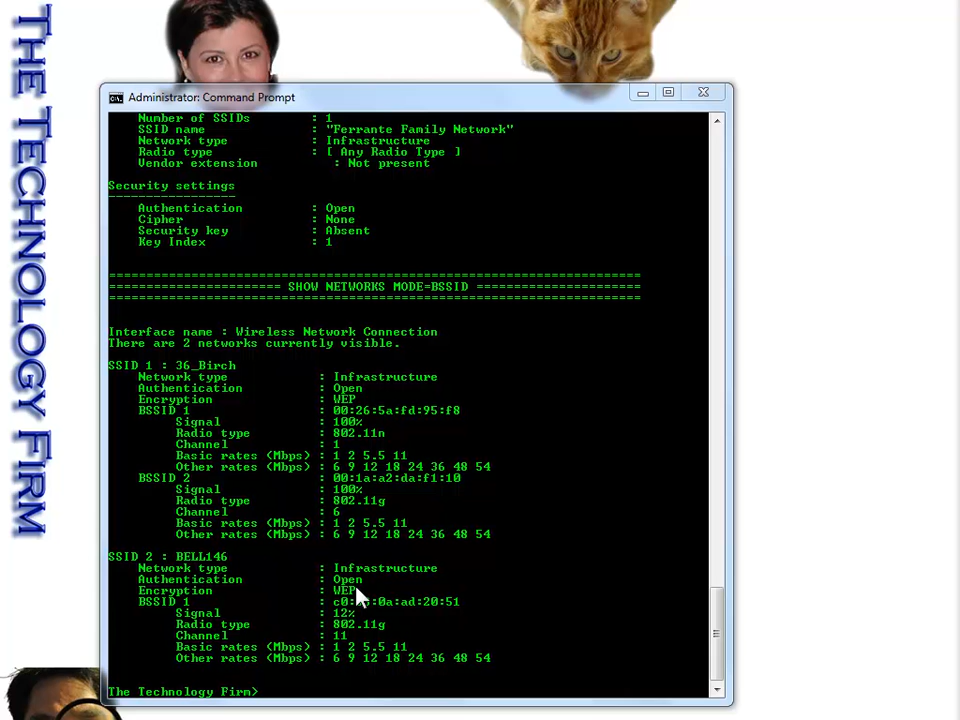 THE TECHNOLOGY FIRM
Administrator: Command Prompt
Number of SSIDs : 1
SSID name : "Ferrante Family Network"
Network type : Infrastructure
Radio type : [ Any Radio Type ]
Vendor extension : Not present
Security settings
-----------------
Authentication : Open
Cipher : None
Security key : Absent
Key Index : 1
=======================================================================
======================= SHOW NETWORKS MODE=BSSID ======================
=======================================================================
Interface name : Wireless Network Connection
There are 2 networks currently visible.
SSID 1 : 36_Birch
Network type : Infrastructure
Authentication : Open
Encryption : WEP
BSSID 1 : 00:26:5a:fd:95:f8
Signal : 100%
Radio type : 802.11n
Channel : 1
Basic rates (Mbps) : 1 2 5.5 11
Other rates (Mbps) : 6 9 12 18 24 36 48 54
BSSID 2 : 00:1a:a2:da:f1:10
Signal : 100%
Radio type : 802.11g
Channel : 6
Basic rates (Mbps) : 1 2 5.5 11
Other rates (Mbps) : 6 9 12 18 24 36 48 54
SSID 2 : BELL146
Network type : Infrastructure
Authentication : Open
Encryption : WEP
BSSID 1 :
Signal : 12%
Radio type : 802.11g
Channel : 11
Basic rates (Mbps) : 1 2 5.5 11
Other rates (Mbps) : 6 9 12 18 24 36 48 54
The Technology Firm>